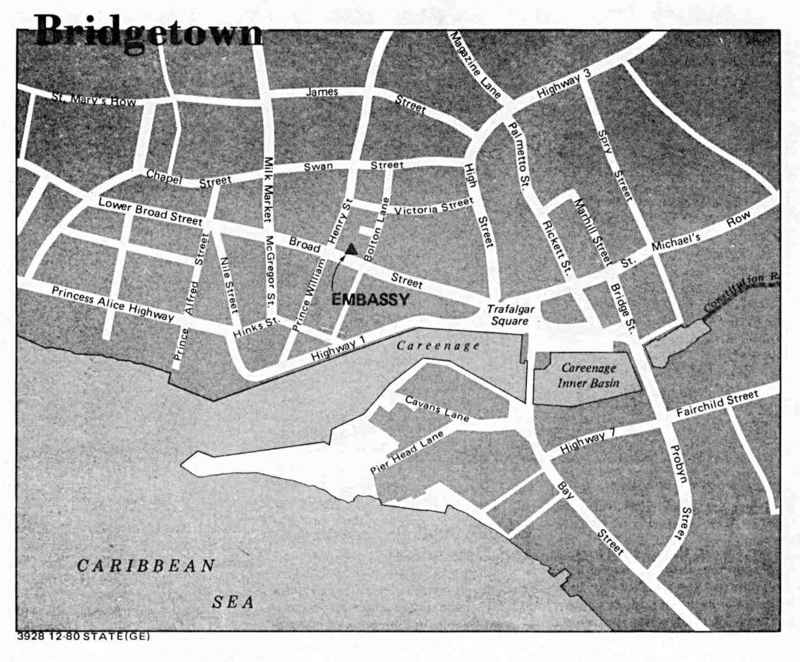 Bridgetown
Magazine Lane
Highway 3
St. Mary's Row
James
Street
Palmetto St.
Spry Street
Chapel Street
Swan Street
Milk Market
High Street
Lower Broad Street
Henry St
Bolton Lane
Victoria Street
Marhill Street
St. Michael's Row
Rickett St.
Broad Street
McGregor St.
Nile Street
Prince Alfred Street
Prince William
EMBASSY
Princess Alice Highway
Hinks St.
Highway 1
Trafalgar
Square
Bridge St.
Constitution R.
Careenage
Careenage
Inner Basin
Cavans Lane
Pier Head Lane
Fairchild Street
Highway 7
Probyn Street
Bay Street
CARIBBEAN
SEA
3928 12-80 STATE(GE)